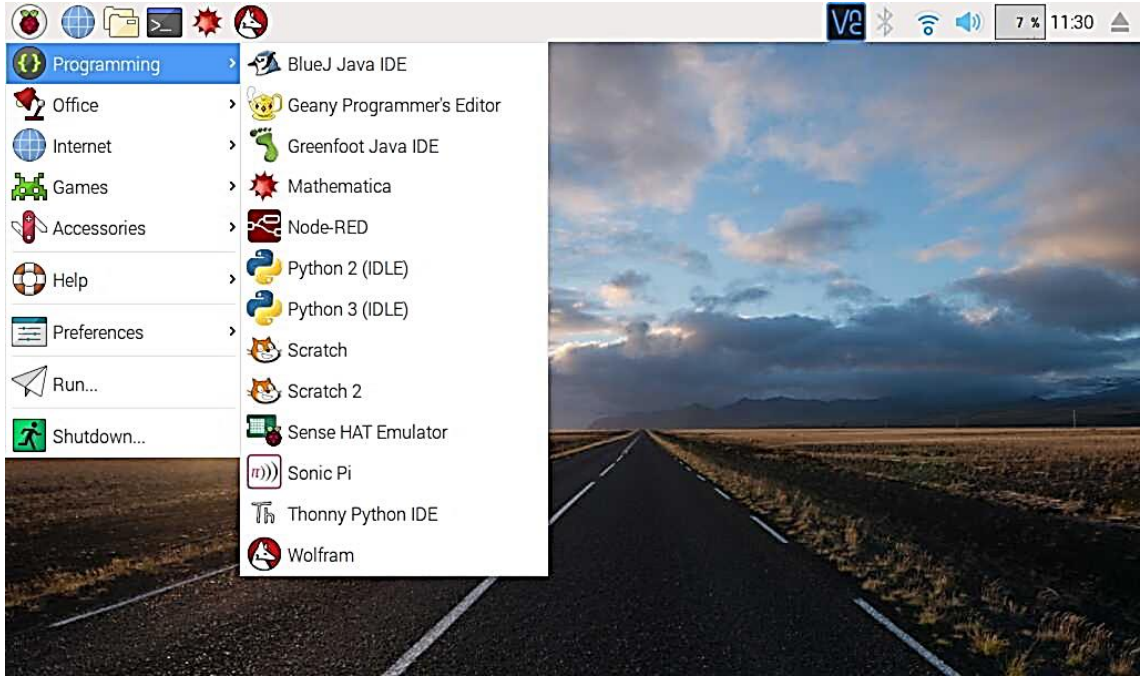 V2 7 % 11:30
Programming
Office
Internet
Games
Accessories
Help
Preferences
Run...
Shutdown...
BlueJ Java IDE
Geany Programmer's Editor
Greenfoot Java IDE
Mathematica
Node-RED
Python 2 (IDLE)
Python 3 (IDLE)
Scratch
Scratch 2
Sense HAT Emulator
π))) Sonic Pi
Th Thonny Python IDE
Wolfram